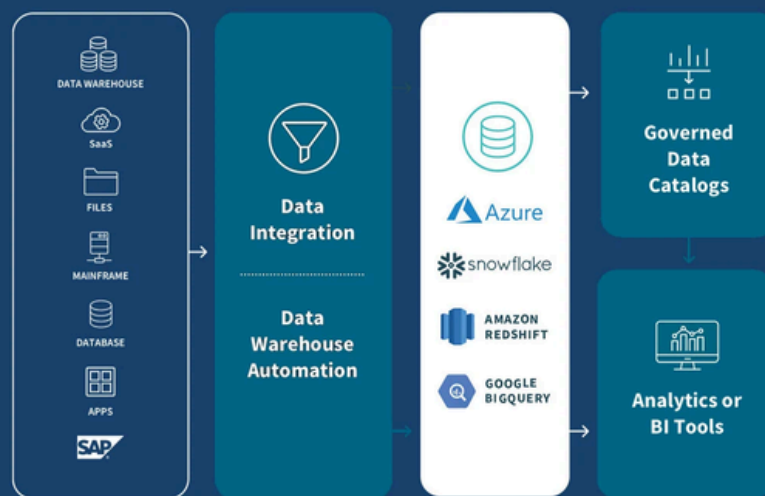 DATA WAREHOUSE
SaaS
FILES
MAINFRAME
DATABASE
APPS
SAP
Data
Integration
Data
Warehouse
Automation
Azure
snowflake
AMAZON
REDSHIFT
GOOGLE
BIGQUERY
Governed
Data
Catalogs
Analytics or
BI Tools